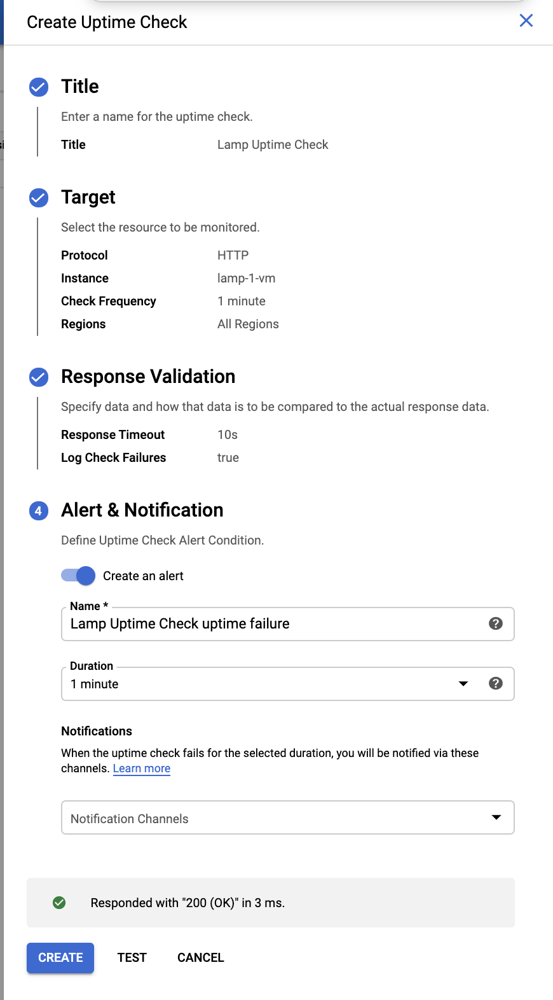 Create Uptime Check
Title
Enter a name for the uptime check.
Title Lamp Uptime Check
Target
Select the resource to be monitored.
Protocol HTTP
Instance lamp-1-vm
Check Frequency 1 minute
Regions All Regions
Response Validation
Specify data and how that data is to be compared to the actual response data.
Response Timeout 10s
Log Check Failures true
4 Alert & Notification
Define Uptime Check Alert Condition.
Create an alert
Name *
Lamp Uptime Check uptime failure
Duration
1 minute
Notifications
When the uptime check fails for the selected duration, you will be notified via these
channels. Learn more
Notification Channels
Responded with "200 (OK)" in 3 ms.
CREATE TEST CANCEL